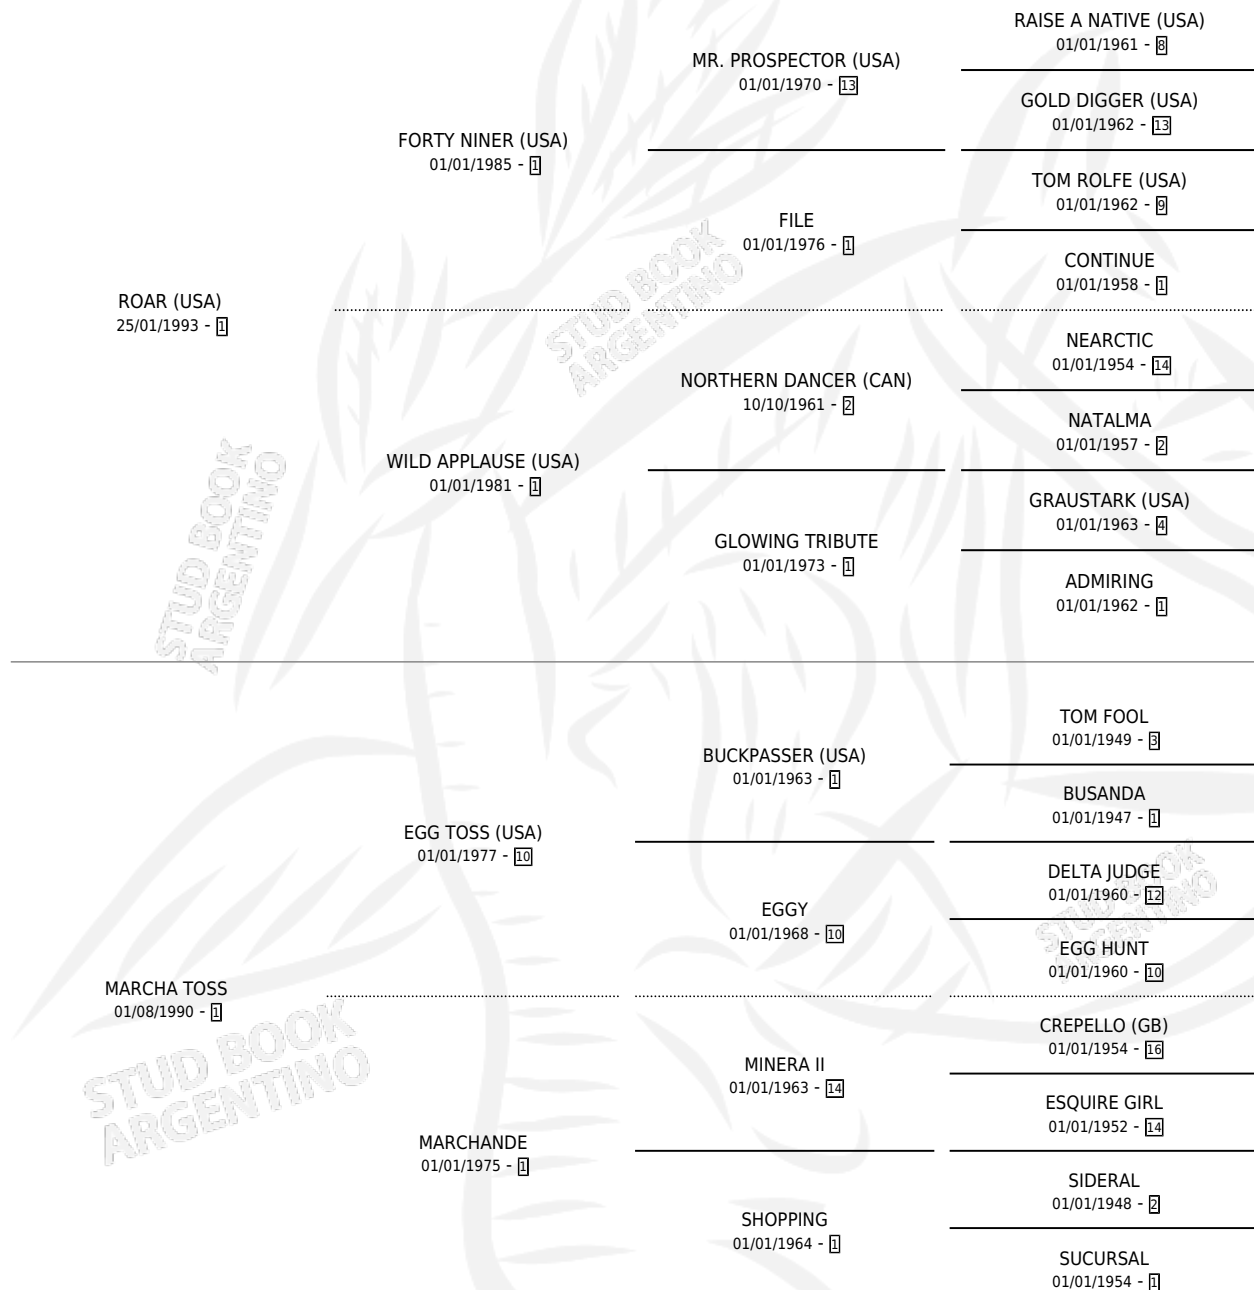 RAISE A NATIVE (USA)
01/01/1961 - 8
MR. PROSPECTOR (USA)
01/01/1970 - 13
GOLD DIGGER (USA)
01/01/1962 - 13
FORTY NINER (USA)
01/01/1985 - 1
TOM ROLFE (USA)
01/01/1962 - 9
FILE
01/01/1976 - 1
CONTINUE
01/01/1958 - 1
ROAR (USA)
25/01/1993 - 1
NEARCTIC
01/01/1954 - 14
NORTHERN DANCER (CAN)
10/10/1961 - 2
NATALMA
01/01/1957 - 2
WILD APPLAUSE (USA)
01/01/1981 - 1
GRAUSTARK (USA)
01/01/1963 - 4
GLOWING TRIBUTE
01/01/1973 - 1
ADMIRING
01/01/1962 - 1
TOM FOOL
01/01/1949 - 3
BUCKPASSER (USA)
01/01/1963 - 1
BUSANDA
01/01/1947 - 1
EGG TOSS (USA)
01/01/1977 - 10
DELTA JUDGE
01/01/1960 - 12
EGGY
01/01/1968 - 10
EGG HUNT
01/01/1960 - 10
MARCHA TOSS
01/08/1990 - 1
CREPELLO (GB)
01/01/1954 - 16
MINERA II
01/01/1963 - 14
ESQUIRE GIRL
01/01/1952 - 14
MARCHANDE
01/01/1975 - 1
SIDERAL
01/01/1948 - 2
SHOPPING
01/01/1964 - 1
SUCURSAL
01/01/1954 - 1
STUD BOOK
ARGENTINO
STUD BOOK
ARGENTINO
STUD BOOK
ARGENTINO
STUD BOOK
ARGENTINO